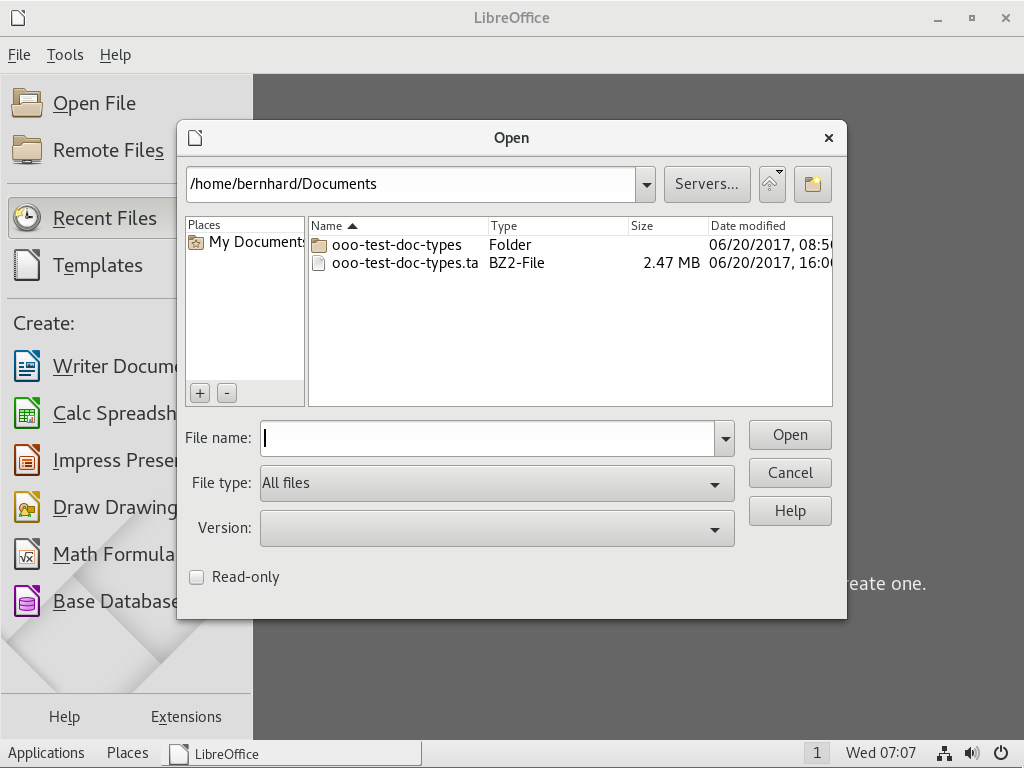 LibreOffice
File Tools Help
Open File
Remote Files
Recent Files
Templates
Create:
Writer Docume
Calc Spreadsh
Impress Prese
Draw Drawing
Math Formula
Base Database
Help Extensions
Open
/home/bernhard/Documents
Servers...
Places
My Documents
+ -
Name Type Size Date modified
ooo-test-doc-types Folder 06/20/2017, 08:56
ooo-test-doc-types.ta BZ2-File 2.47 MB 06/20/2017, 16:06
File name:
Open
File type: All files
Cancel
Version:
Help
Read-only
reate one.
Applications Places LibreOffice 1 Wed 07:07